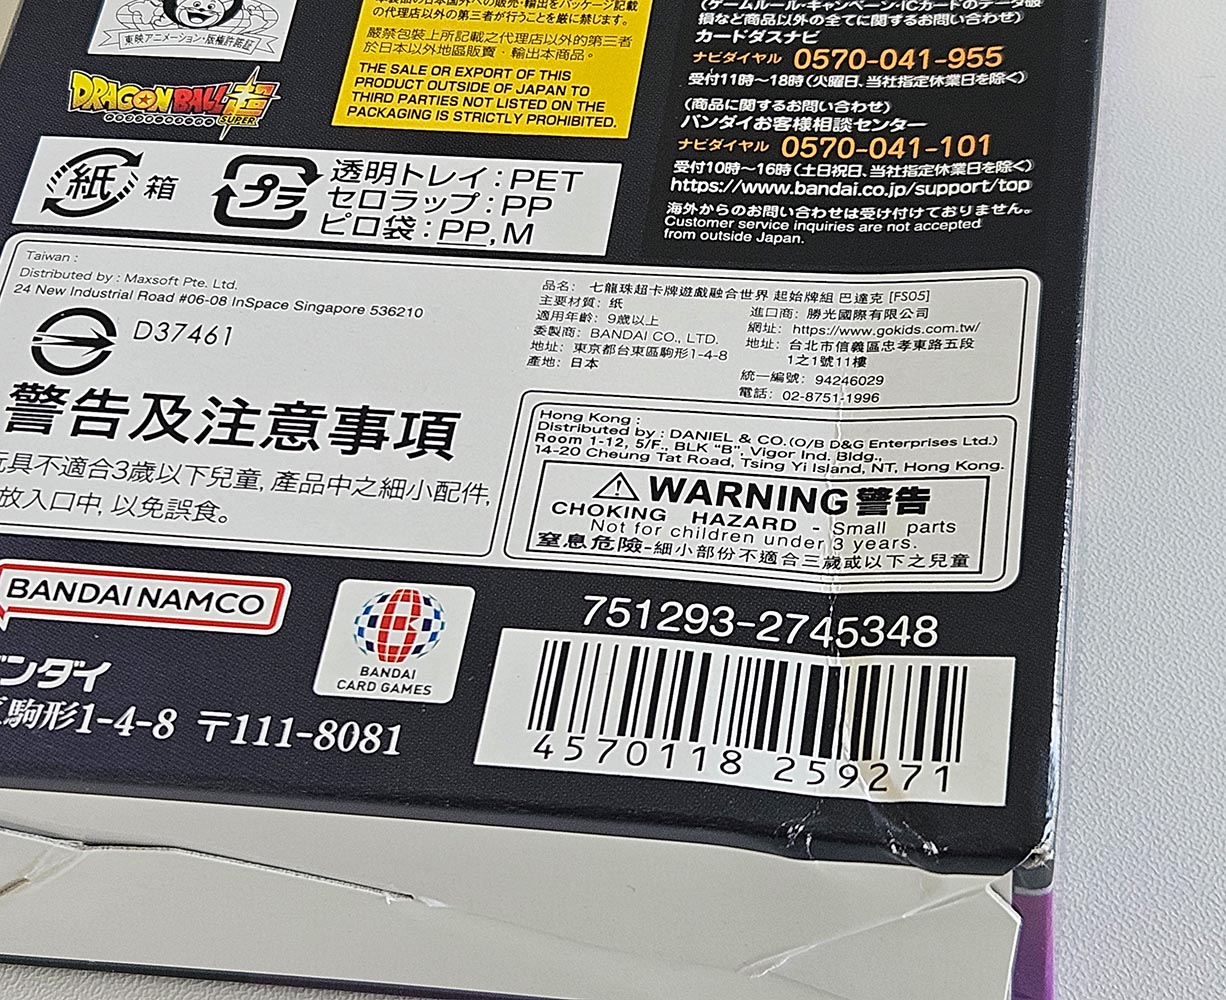 東映アニメーション・版権許諾証
DRAGONBALL超
SUPER
の代理店以外の第三者が行うことを厳に禁じます。
嚴禁包裝上所記載之代理店以外的第三者
於日本以外地區販賣・輸出本商品。
THE SALE OR EXPORT OF THIS
PRODUCT OUTSIDE OF JAPAN TO
THIRD PARTIES NOT LISTED ON THE
PACKAGING IS STRICTLY PROHIBITED.
(ゲームルール・キャンペーン・ICカードのデータ破
損など商品以外の全てに関するお問い合わせ)
カードダスナビ
ナビダイヤル 0570-041-955
受付11時〜18時(火曜日、当社指定休業日を除く)
(商品に関するお問い合わせ)
バンダイお客様相談センター
ナビダイヤル 0570-041-101
受付10時〜16時(土日祝日、当社指定休業日を除く)
https://www.bandai.co.jp/support/top
海外からのお問い合わせは受け付けておりません。
Customer service inquiries are not accepted
from outside Japan.
紙 箱
プラ
透明トレイ:PET
セロラップ:PP
ピロ袋:PP,M
Taiwan :
Distributed by : Maxsoft Pte. Ltd.
24 New Industrial Road #06-08 InSpace Singapore 536210
D37461
警告及注意事項
玩具不適合3歲以下兒童, 產品中之細小配件,
放入口中, 以免誤食。
品名: 七龍珠超卡牌遊戲融合世界 起始牌組 巴達克 [FS05]
主要材質: 紙
適用年齡: 9歲以上
委製商: BANDAI CO., LTD.
地址: 東京都台東區駒形1-4-8
產地: 日本
進口商: 勝光國際有限公司
網址: https://www.gokids.com.tw/
地址: 台北市信義區忠孝東路五段
1之1號11樓
統一編號: 94246029
電話: 02-8751-1996
Hong Kong :
Distributed by : DANIEL & CO. (O/B D&G Enterprises Ltd.)
Room 1-12, 5/F., BLK "B", Vigor Ind. Bldg.,
14-20 Cheung Tat Road, Tsing Yi Island, NT, Hong Kong.
WARNING 警告
CHOKING HAZARD - Small parts
Not for children under 3 years.
窒息危險-細小部份不適合三歲或以下之兒童
BANDAI NAMCO
BANDAI
CARD GAMES
751293-2745348
ンダイ
駒形1-4-8 〒111-8081
4570118 259271